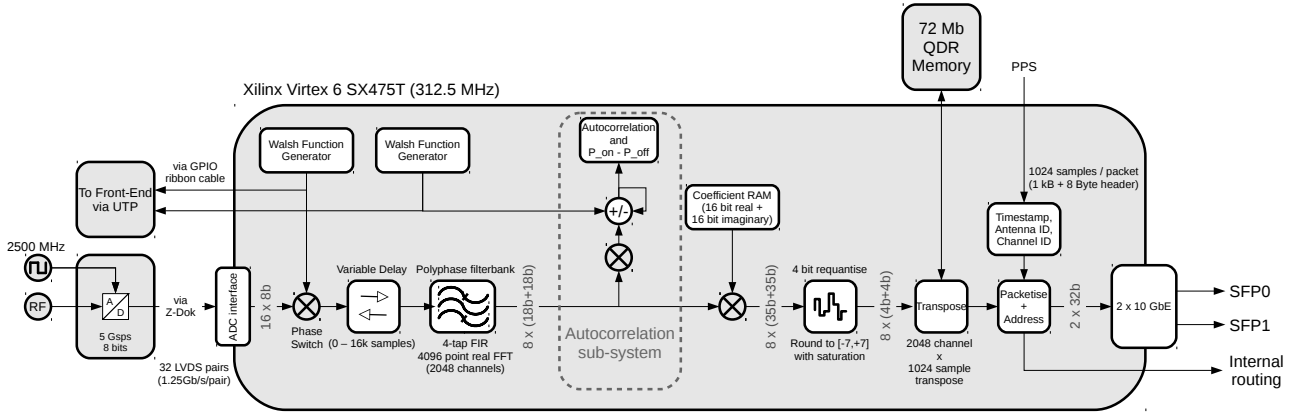 72 Mb
QDR
Memory
PPS
Xilinx Virtex 6 SX475T (312.5 MHz)
Walsh Function
Generator
Walsh Function
Generator
Autocorrelation
and
P_on - P_off
via GPIO
ribbon cable
To Front-End
via UTP
1024 samples / packet
(1 kB + 8 Byte header)
Coefficient RAM
(16 bit real +
16 bit imaginary)
+/-
Timestamp,
Antenna ID,
Channel ID
2500 MHz
RF
A
D
5 Gsps
8 bits
via
Z-Dok
32 LVDS pairs
(1.25Gb/s/pair)
ADC interface
16 x 8b
Phase
Switch
Variable Delay
(0 – 16k samples)
Polyphase filterbank
4-tap FIR
4096 point real FFT
(2048 channels)
8 x (18b+18b)
Autocorrelation
sub-system
8 x (35b+35b)
4 bit requantise
Round to [-7,+7]
with saturation
8 x (4b+4b)
Transpose
2048 channel
x
1024 sample
transpose
Packetise
+
Address
2 x 32b
2 x 10 GbE
SFP0
SFP1
Internal
routing